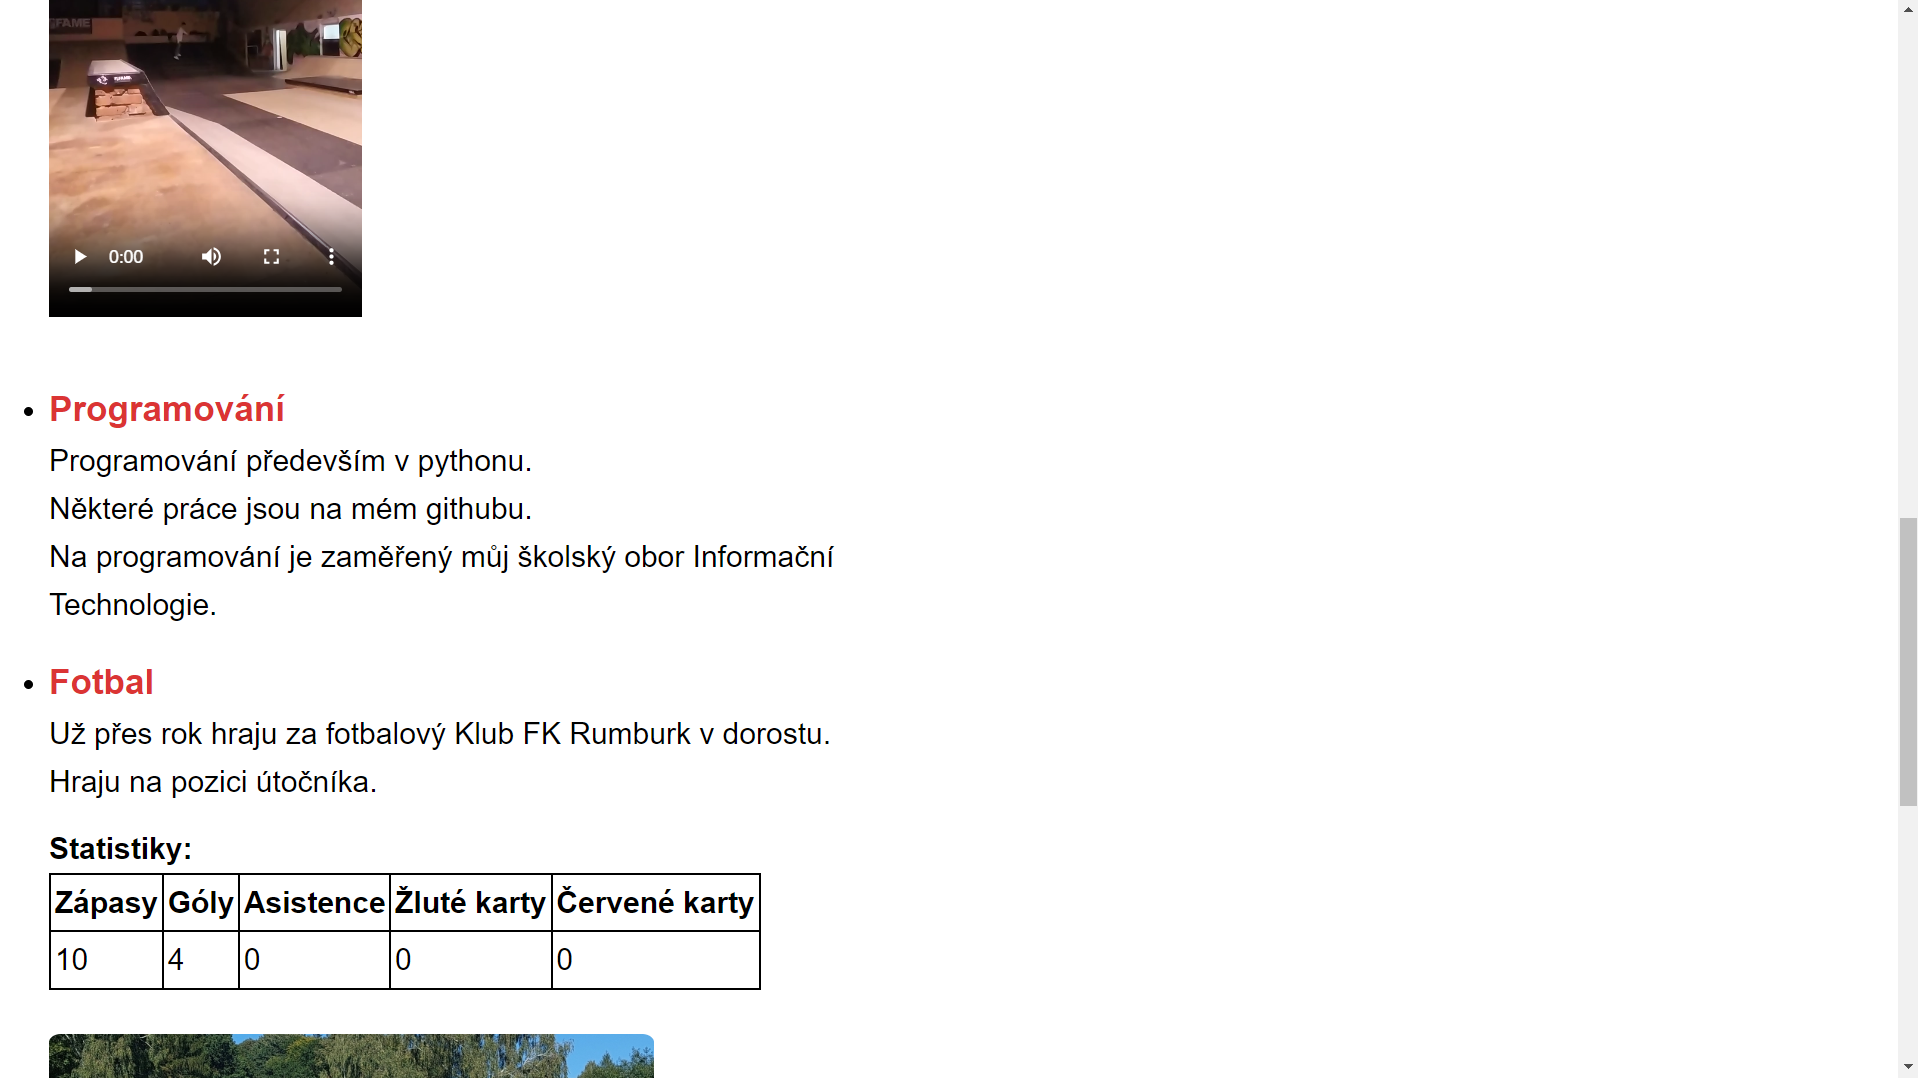 FAME
0:00
Programování
Programování především v pythonu.
Některé práce jsou na mém githubu.
Na programování je zaměřený můj školský obor Informační
Technologie.
Fotbal
Už přes rok hraju za fotbalový Klub FK Rumburk v dorostu.
Hraju na pozici útočníka.
Statistiky:
Zápasy Góly Asistence Žluté karty Červené karty
10 4 0 0 0